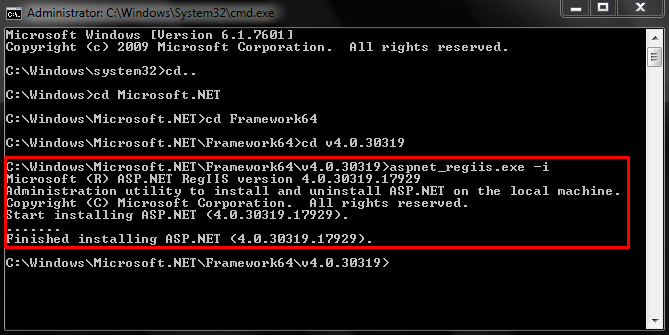 Administrator: C:\Windows\System32\cmd.exe
Microsoft Windows [Version 6.1.7601]
Copyright (c) 2009 Microsoft Corporation.  All rights reserved.
C:\Windows\system32>cd..
C:\Windows>cd Microsoft.NET
C:\Windows\Microsoft.NET>cd Framework64
C:\Windows\Microsoft.NET\Framework64>cd v4.0.30319
C:\Windows\Microsoft.NET\Framework64\v4.0.30319>aspnet_regiis.exe -i
Microsoft (R) ASP.NET RegIIS version 4.0.30319.17929
Administration utility to install and uninstall ASP.NET on the local machine.
Copyright (C) Microsoft Corporation.  All rights reserved.
Start installing ASP.NET (4.0.30319.17929).
.......
Finished installing ASP.NET (4.0.30319.17929).
C:\Windows\Microsoft.NET\Framework64\v4.0.30319>